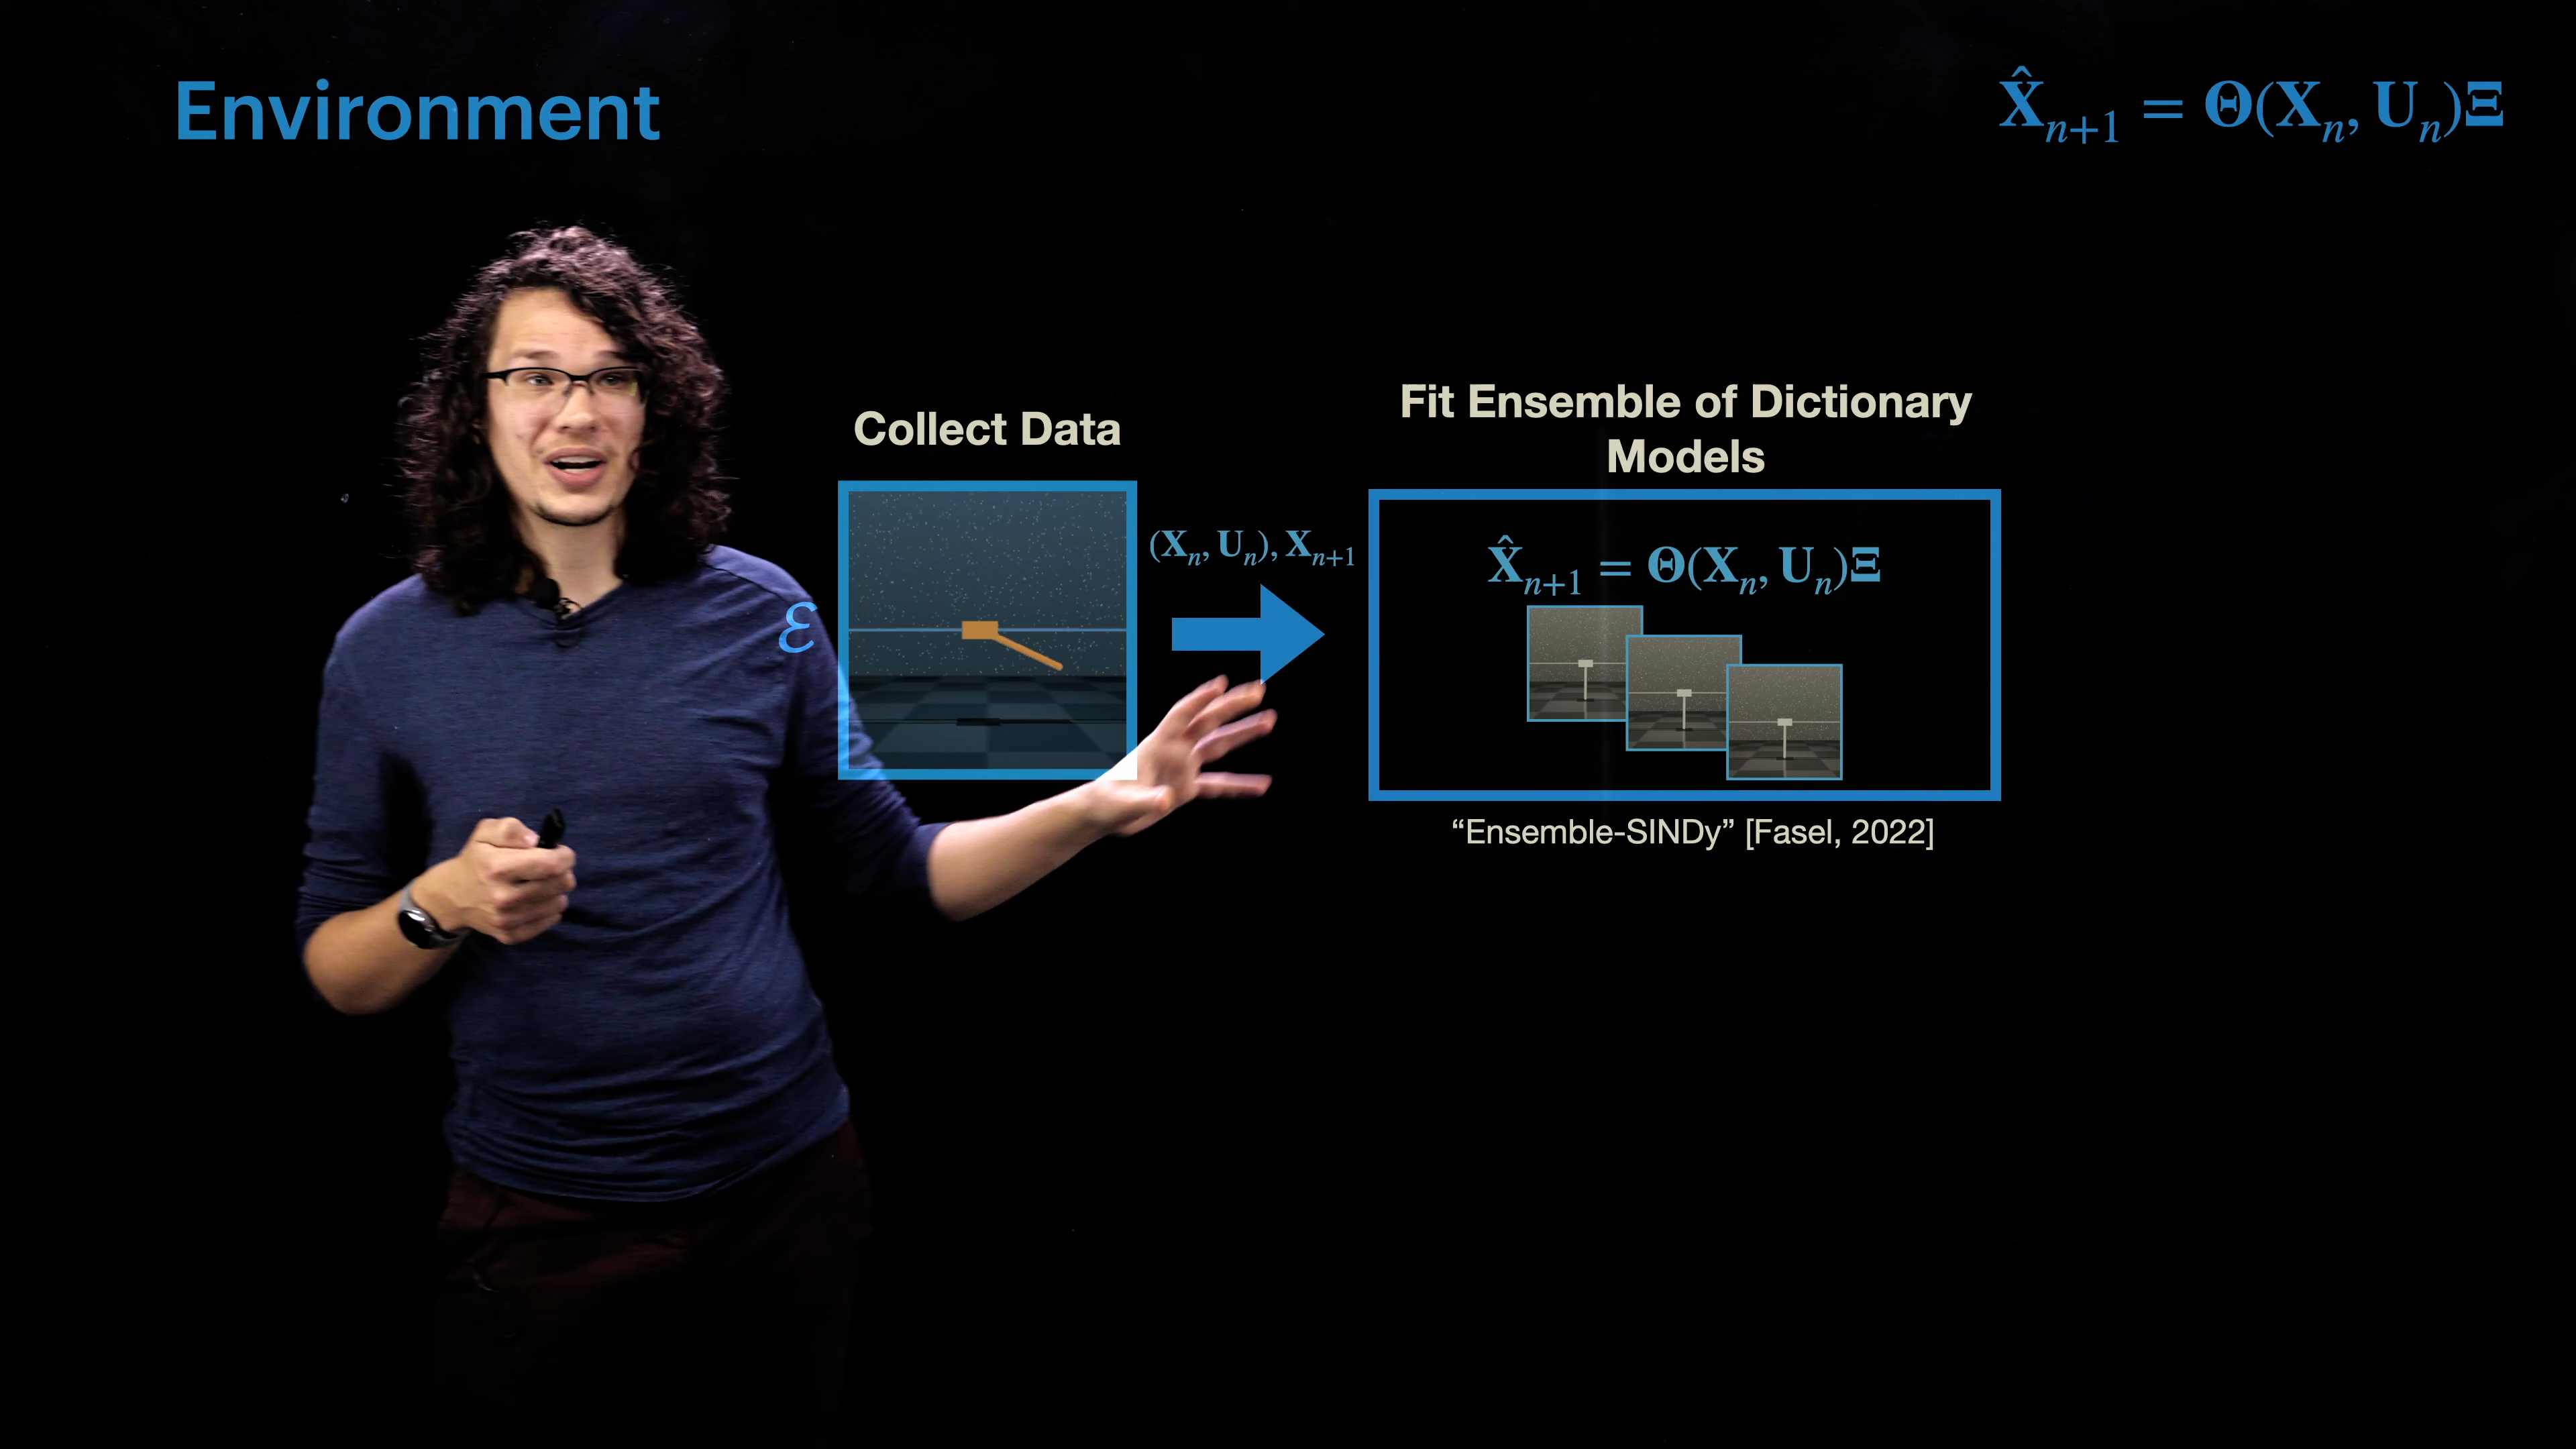 Environment
X̂ₙ₊₁ = Θ(Xₙ, Uₙ)Ξ
Collect Data
(Xₙ, Uₙ), Xₙ₊₁
ℰ
Fit Ensemble of Dictionary
Models
X̂ₙ₊₁ = Θ(Xₙ, Uₙ)Ξ
“Ensemble-SINDy” [Fasel, 2022]